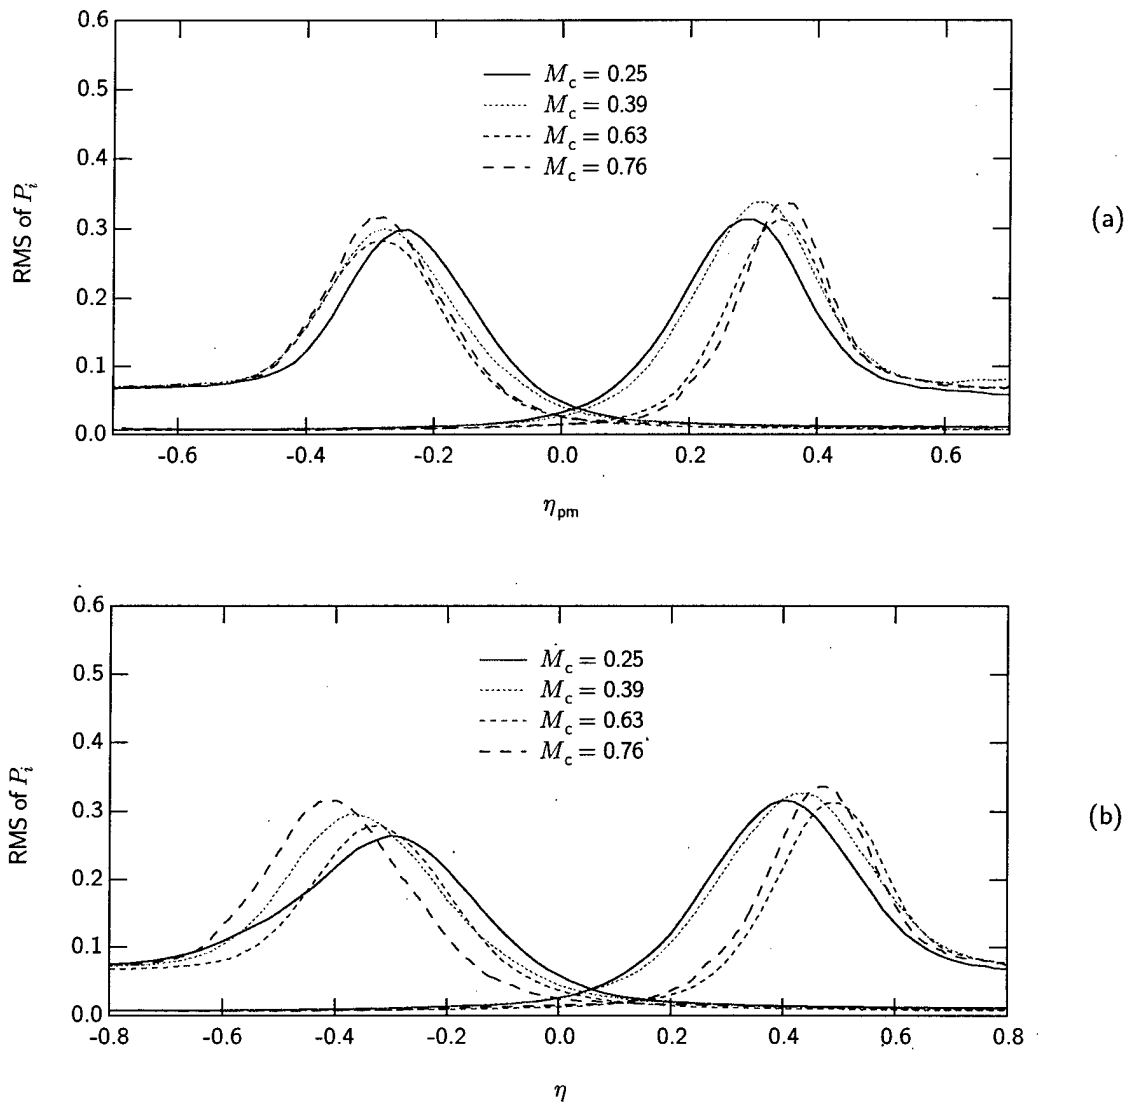 0.6
0.5
0.4
0.3
0.2
0.1
0.0
RMS of P_i
M_c = 0.25
M_c = 0.39
M_c = 0.63
M_c = 0.76
(a)
-0.6 -0.4 -0.2 0.0 0.2 0.4 0.6
η_pm
0.6
0.5
0.4
0.3
0.2
0.1
0.0
RMS of P_i
M_c = 0.25
M_c = 0.39
M_c = 0.63
M_c = 0.76
(b)
-0.8 -0.6 -0.4 -0.2 0.0 0.2 0.4 0.6 0.8
η